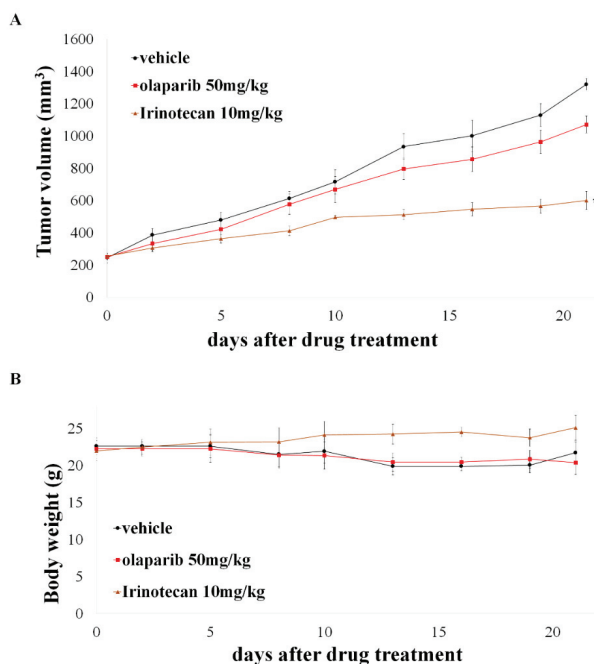 A
1600
1400
1200
1000
800
600
400
200
0
Tumor volume (mm³)
vehicle
olaparib 50mg/kg
Irinotecan 10mg/kg
0 5 10 15 20
days after drug treatment
B
25
20
15
10
5
0
Body weight (g)
vehicle
olaparib 50mg/kg
Irinotecan 10mg/kg
0 5 10 15 20
days after drug treatment